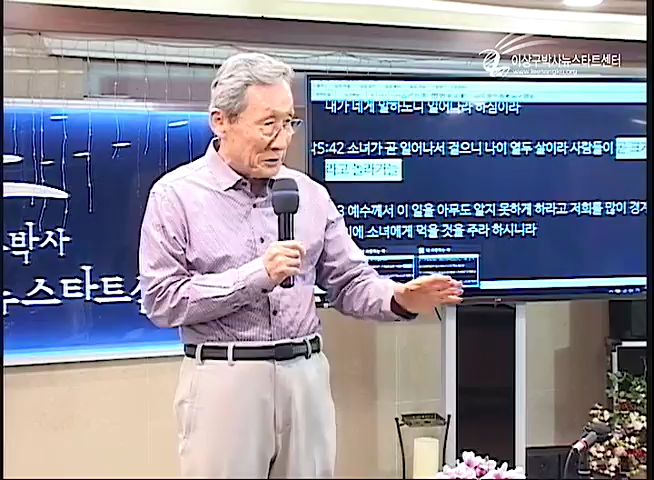 이상구박사뉴스타트센터
내가 네게 말하노니 일어나라 하심이라
5:42 소녀가 곧 일어나서 걸으니 나이 열두 살이라 사람들이
라고 놀라거늘
3 예수께서 이 일을 아무도 알지 못하게 하라고 저희를 많이 경계
에 소녀에게 먹을 것을 주라 하시니라
박사
뉴스타트센